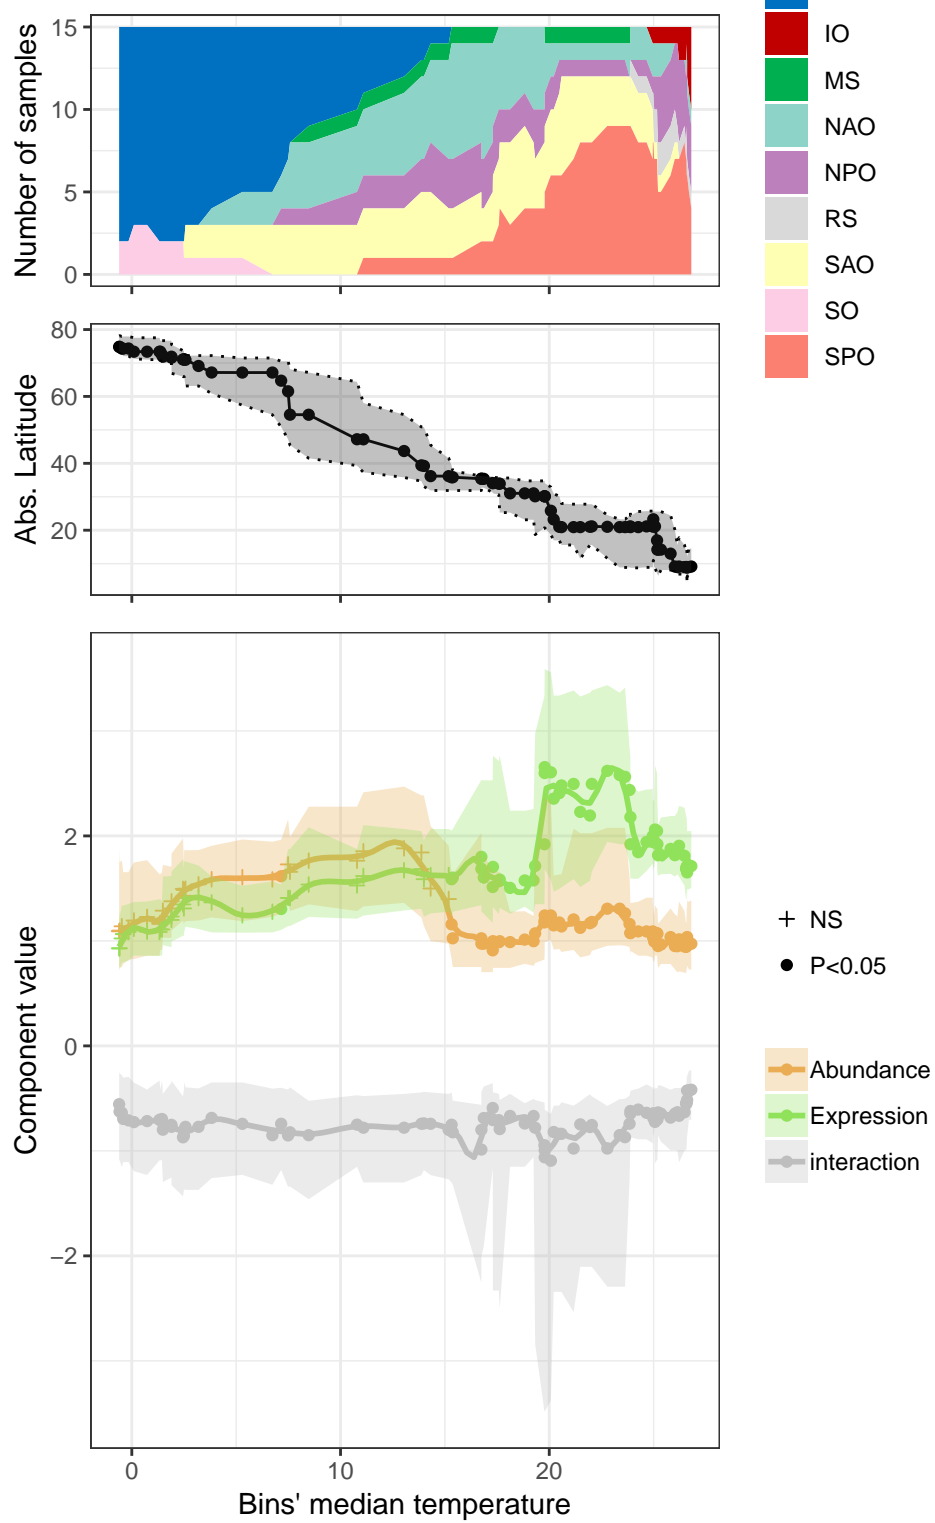 15
10
5
0
Number of samples
IO
MS
NAO
NPO
RS
SAO
SO
SPO
80
60
40
20
Abs. Latitude
2
0
−2
Component value
NS
P<0.05
Abundance
Expression
interaction
0 10 20
Bins' median temperature